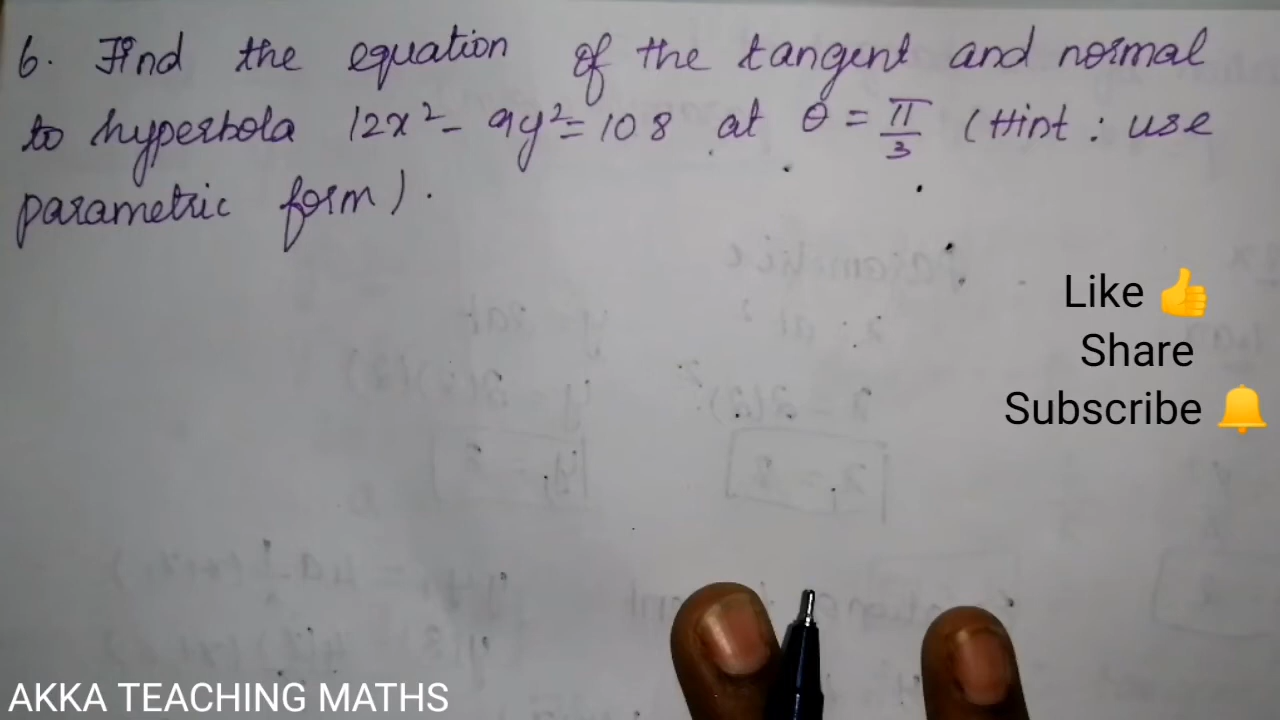 6. Find the equation of the tangent and normal
to hyperbola 12x² - 9y² = 108 at θ = π/3 (Hint : use
parametric form).
Like 👍
Share
Subscribe 🔔
AKKA TEACHING MATHS